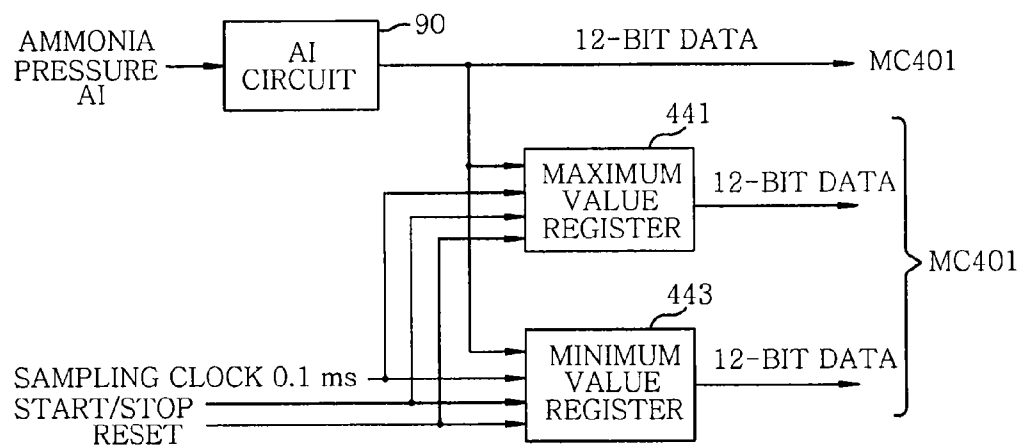 90
AMMONIA
PRESSURE
AI
AI
CIRCUIT
12-BIT DATA
MC401
441
MAXIMUM
VALUE
REGISTER
12-BIT DATA
MC401
443
MINIMUM
VALUE
REGISTER
12-BIT DATA
SAMPLING CLOCK 0.1 ms
START/STOP
RESET